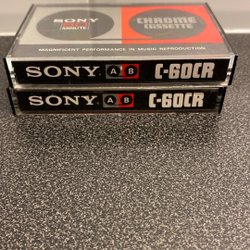 SONY
CHROME
CASSETTE
MAGNIFICENT PERFORMANCE IN MUSIC REPRODUCTION
SONY A B C-60CR
SONY A B C-60CR